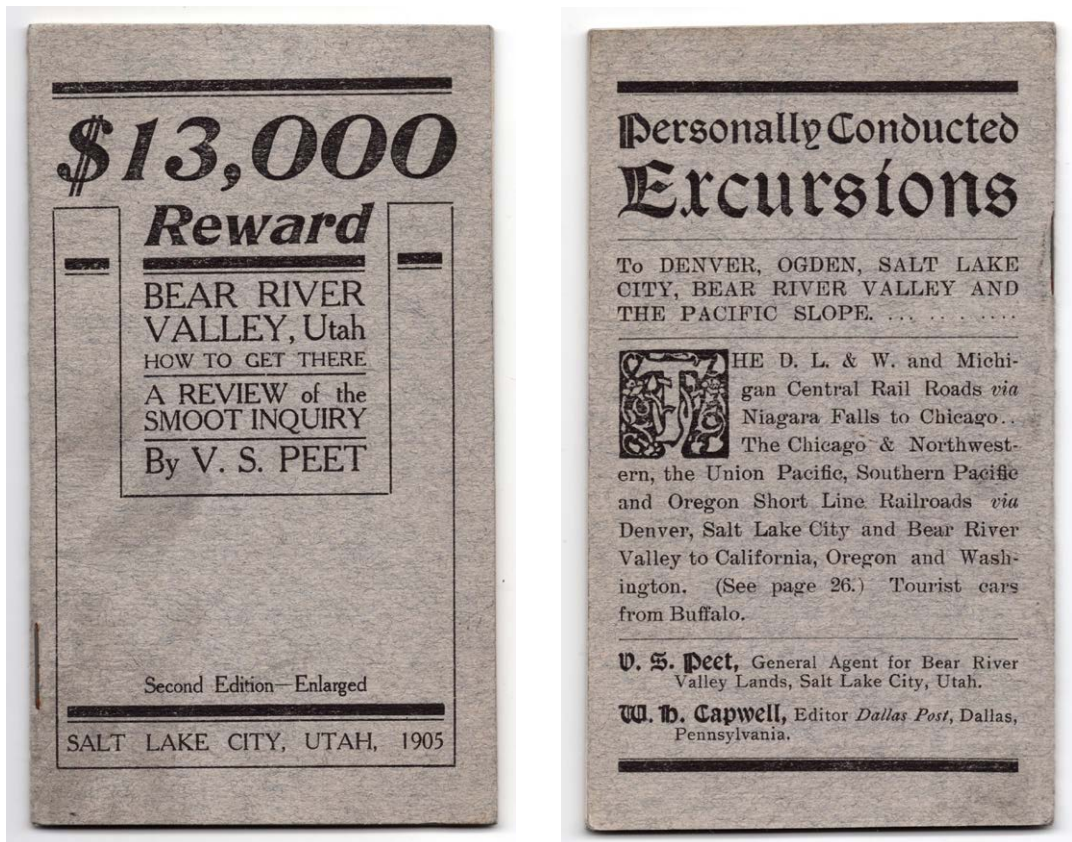 $13,000
Reward
BEAR RIVER
VALLEY, Utah
HOW TO GET THERE
A REVIEW of the
SMOOT INQUIRY
By V. S. PEET
Second Edition—Enlarged
SALT LAKE CITY, UTAH, 1905
Personally Conducted
Excursions
To DENVER, OGDEN, SALT LAKE
CITY, BEAR RIVER VALLEY AND
THE PACIFIC SLOPE. ... .. . ....
THE D. L. & W. and Michi-
gan Central Rail Roads via
Niagara Falls to Chicago..
The Chicago & Northwest-
ern, the Union Pacific, Southern Pacific
and Oregon Short Line Railroads via
Denver, Salt Lake City and Bear River
Valley to California, Oregon and Wash-
ington. (See page 26.) Tourist cars
from Buffalo.
V. S. Peet, General Agent for Bear River
Valley Lands, Salt Lake City, Utah.
W. H. Capwell, Editor Dallas Post, Dallas,
Pennsylvania.